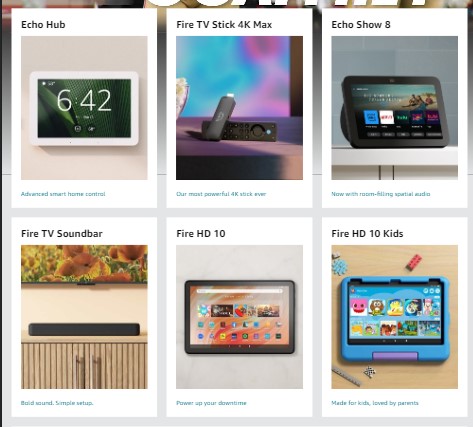 Echo Hub
Fire TV Stick 4K Max
Echo Show 8
6:42
Advanced smart home control.
Our most powerful 4K stick ever
Now with room-filling spatial audio
Fire TV Soundbar
Fire HD 10
Fire HD 10 Kids
Bold sound. Simple setup.
Power up your downtime
Made for kids, loved by parents